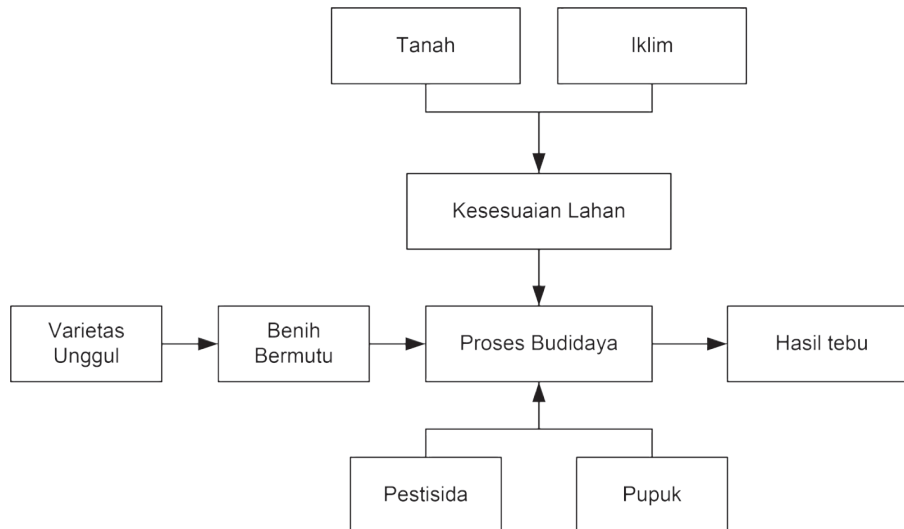 Tanah
Iklim
Kesesuaian Lahan
Varietas
Unggul
Benih
Bermutu
Proses Budidaya
Hasil tebu
Pestisida
Pupuk